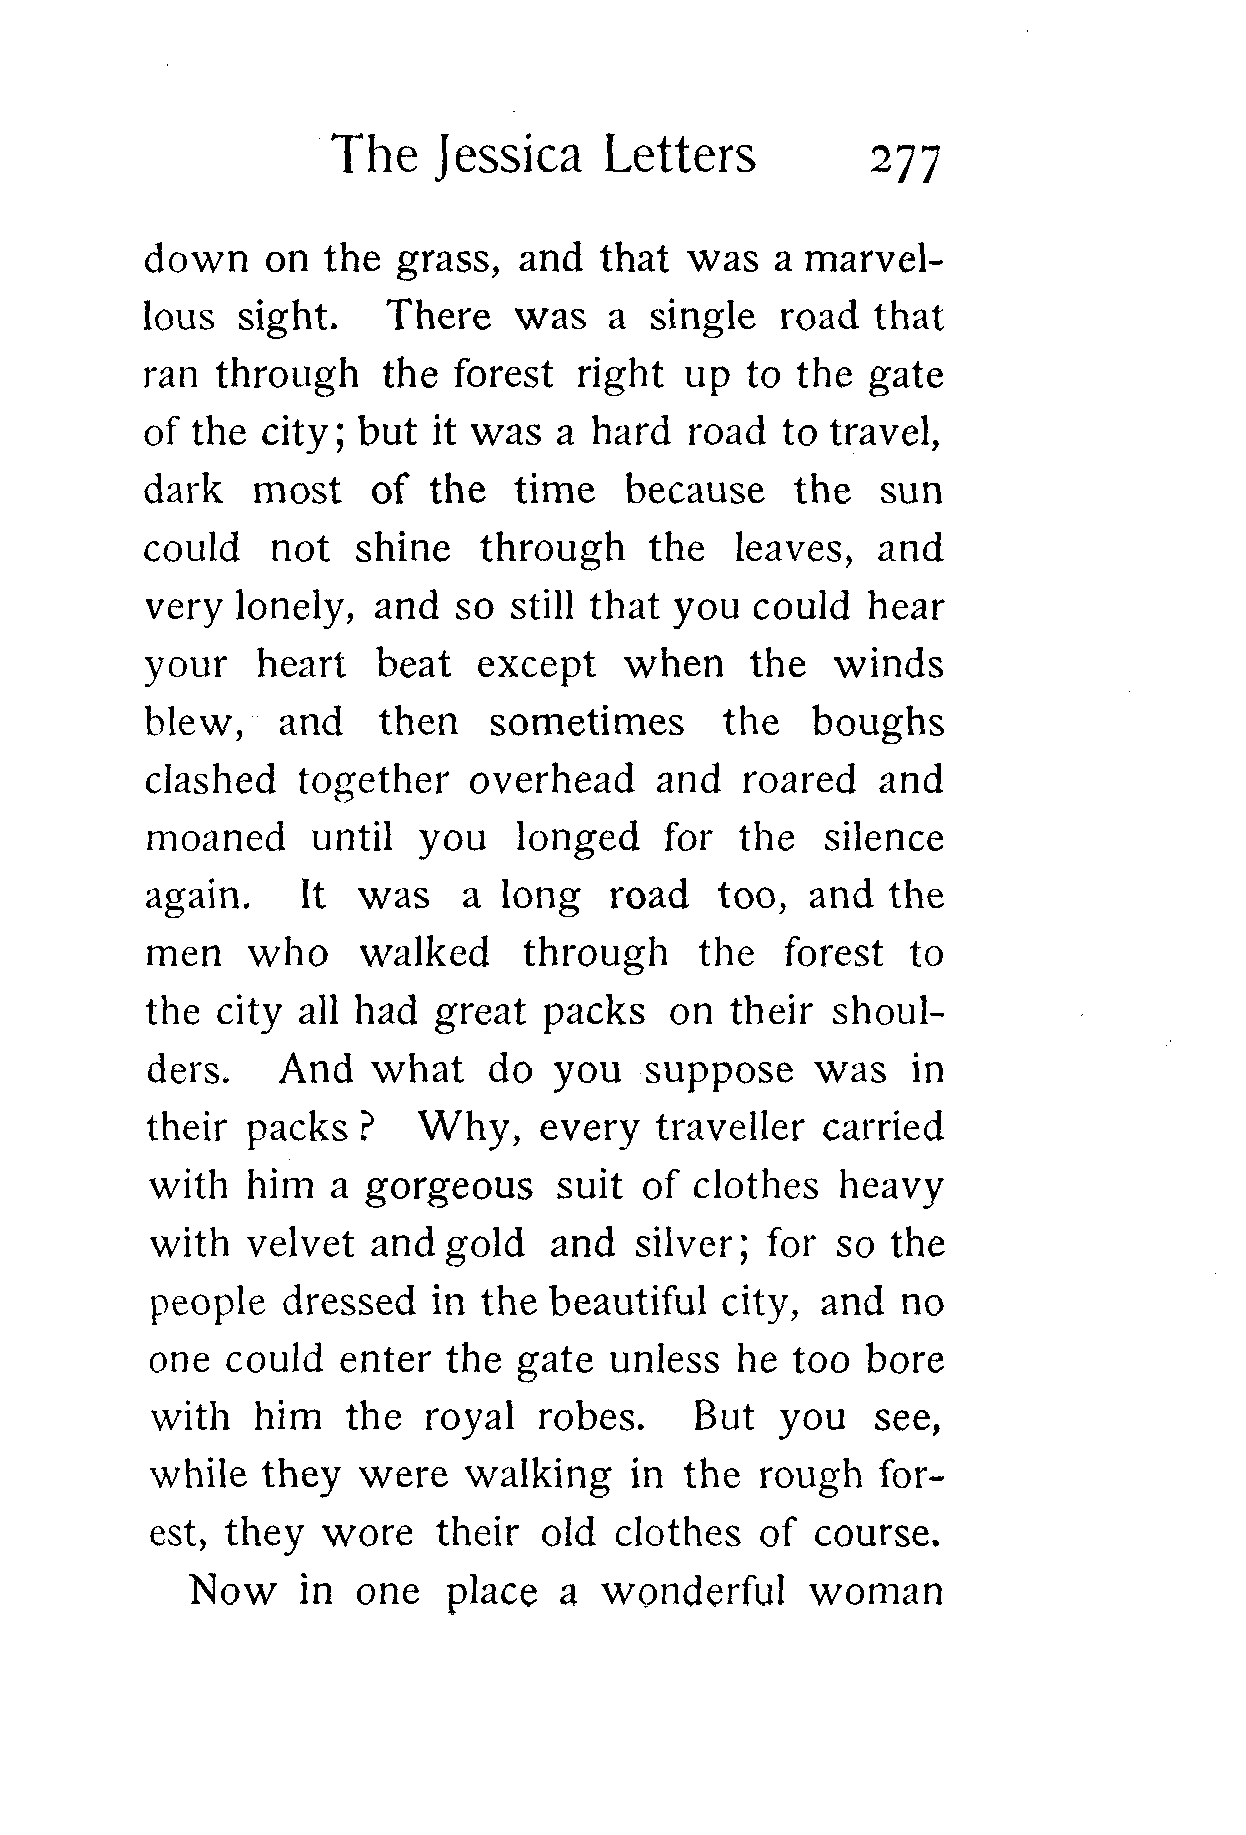 The Jessica Letters 277
down on the grass, and that was a marvel-
lous sight. There was a single road that
ran through the forest right up to the gate
of the city; but it was a hard road to travel,
dark most of the time because the sun
could not shine through the leaves, and
very lonely, and so still that you could hear
your heart beat except when the winds
blew, and then sometimes the boughs
clashed together overhead and roared and
moaned until you longed for the silence
again. It was a long road too, and the
men who walked through the forest to
the city all had great packs on their shoul-
ders. And what do you suppose was in
their packs? Why, every traveller carried
with him a gorgeous suit of clothes heavy
with velvet and gold and silver; for so the
people dressed in the beautiful city, and no
one could enter the gate unless he too bore
with him the royal robes. But you see,
while they were walking in the rough for-
est, they wore their old clothes of course.
Now in one place a wonderful woman